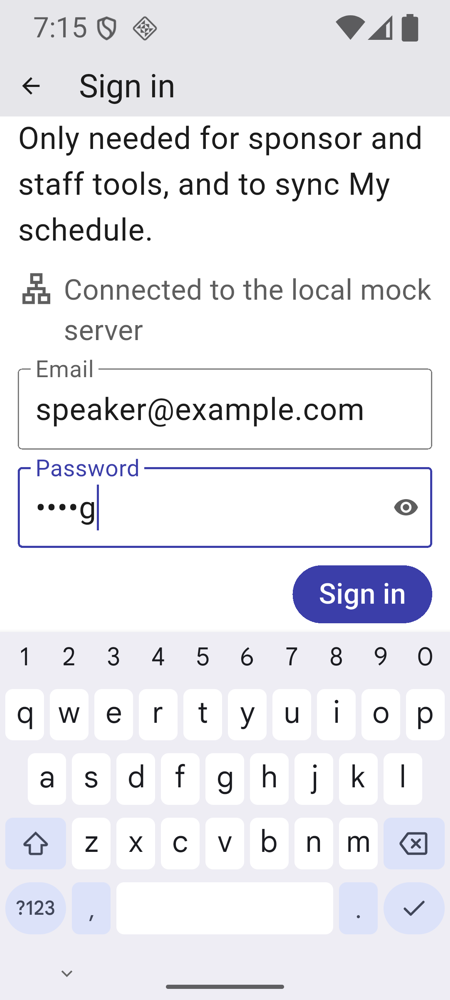 7:15
Sign in
Only needed for sponsor and
staff tools, and to sync My
schedule.
Connected to the local mock
server
Email
speaker@example.com
Password
••••g
Sign in
1 2 3 4 5 6 7 8 9 0
q w e r t y u i o p
a s d f g h j k l
z x c v b n m
?123 , .